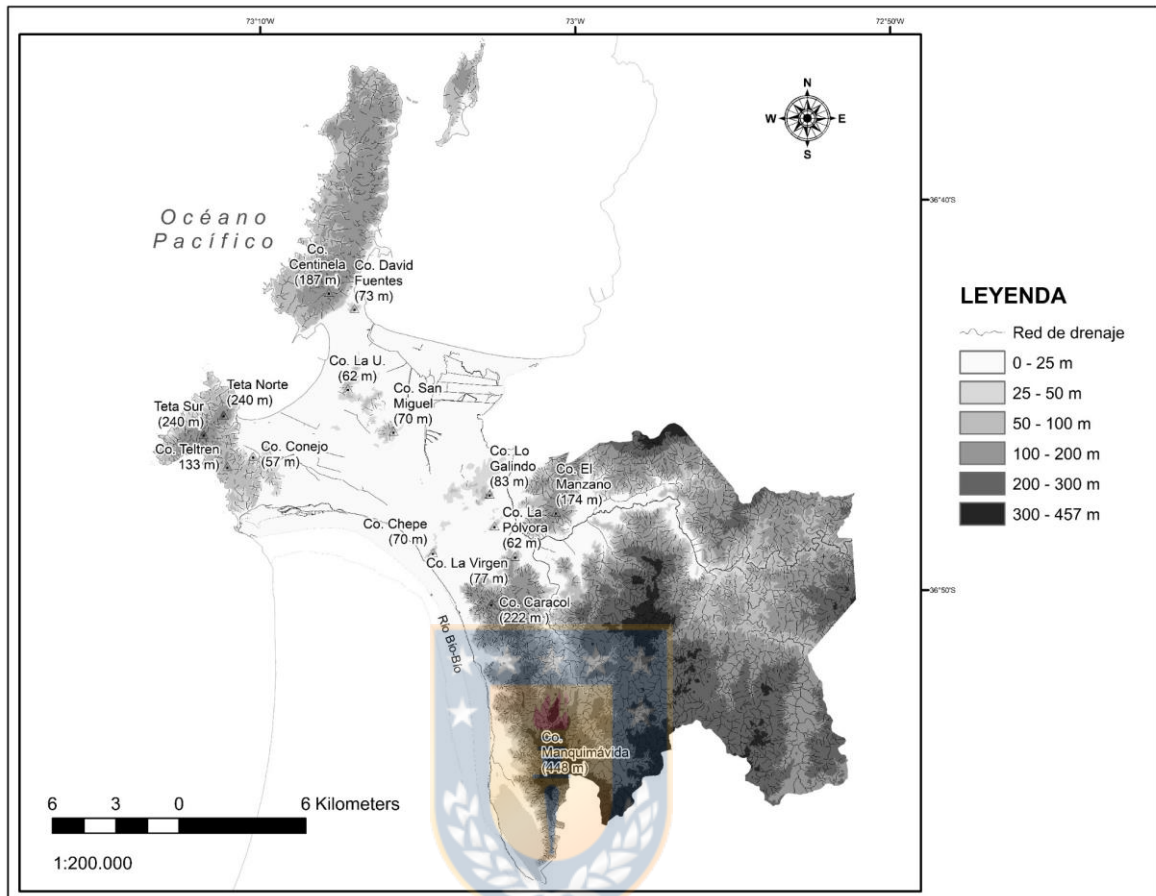 73°10'W
73°W
72°50'W
N
W
E
S
36°40'S
Océano
Pacífico
Co.
Centinela
(187 m)
Co. David
Fuentes
(73 m)
LEYENDA
Red de drenaje
0 - 25 m
25 - 50 m
50 - 100 m
100 - 200 m
200 - 300 m
300 - 457 m
Co. La U.
(62 m)
Co. San
Miguel
(70 m)
Teta Norte
(240 m)
Teta Sur
(240 m)
Co. Teltren
133 m)
Co. Conejo
(57 m)
Co. Lo
Galindo
(83 m)
Co. El
Manzano
(174 m)
Co. La
Pólvora
(62 m)
Co. Chepe
(70 m)
Co. La Virgen
(77 m)
36°50'S
Co. Caracol
(222 m)
Río Bio-Bio
Co.
Manquimávida
(448 m)
6 3 0 6 Kilometers
1:200.000